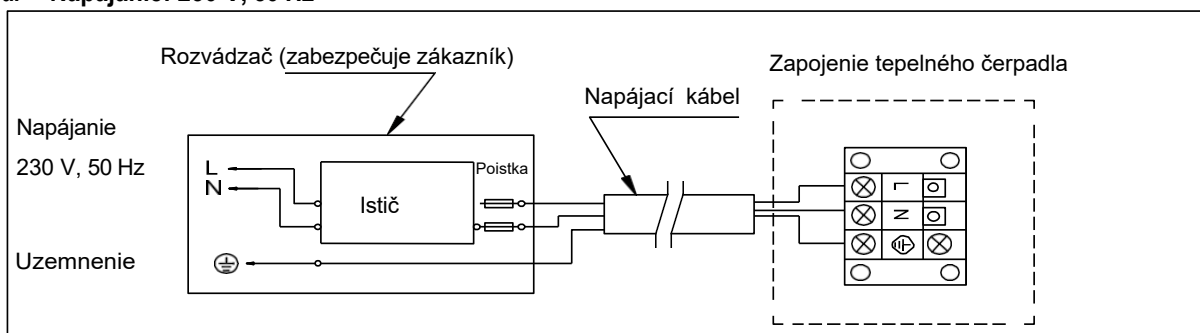 Napájanie: 230 V, 50 Hz
Rozvádzač (zabezpečuje zákazník)
Zapojenie tepelného čerpadla
Napájací kábel
Napájanie
230 V, 50 Hz
L
N
Poistka
Istič
Uzemnenie
L
N